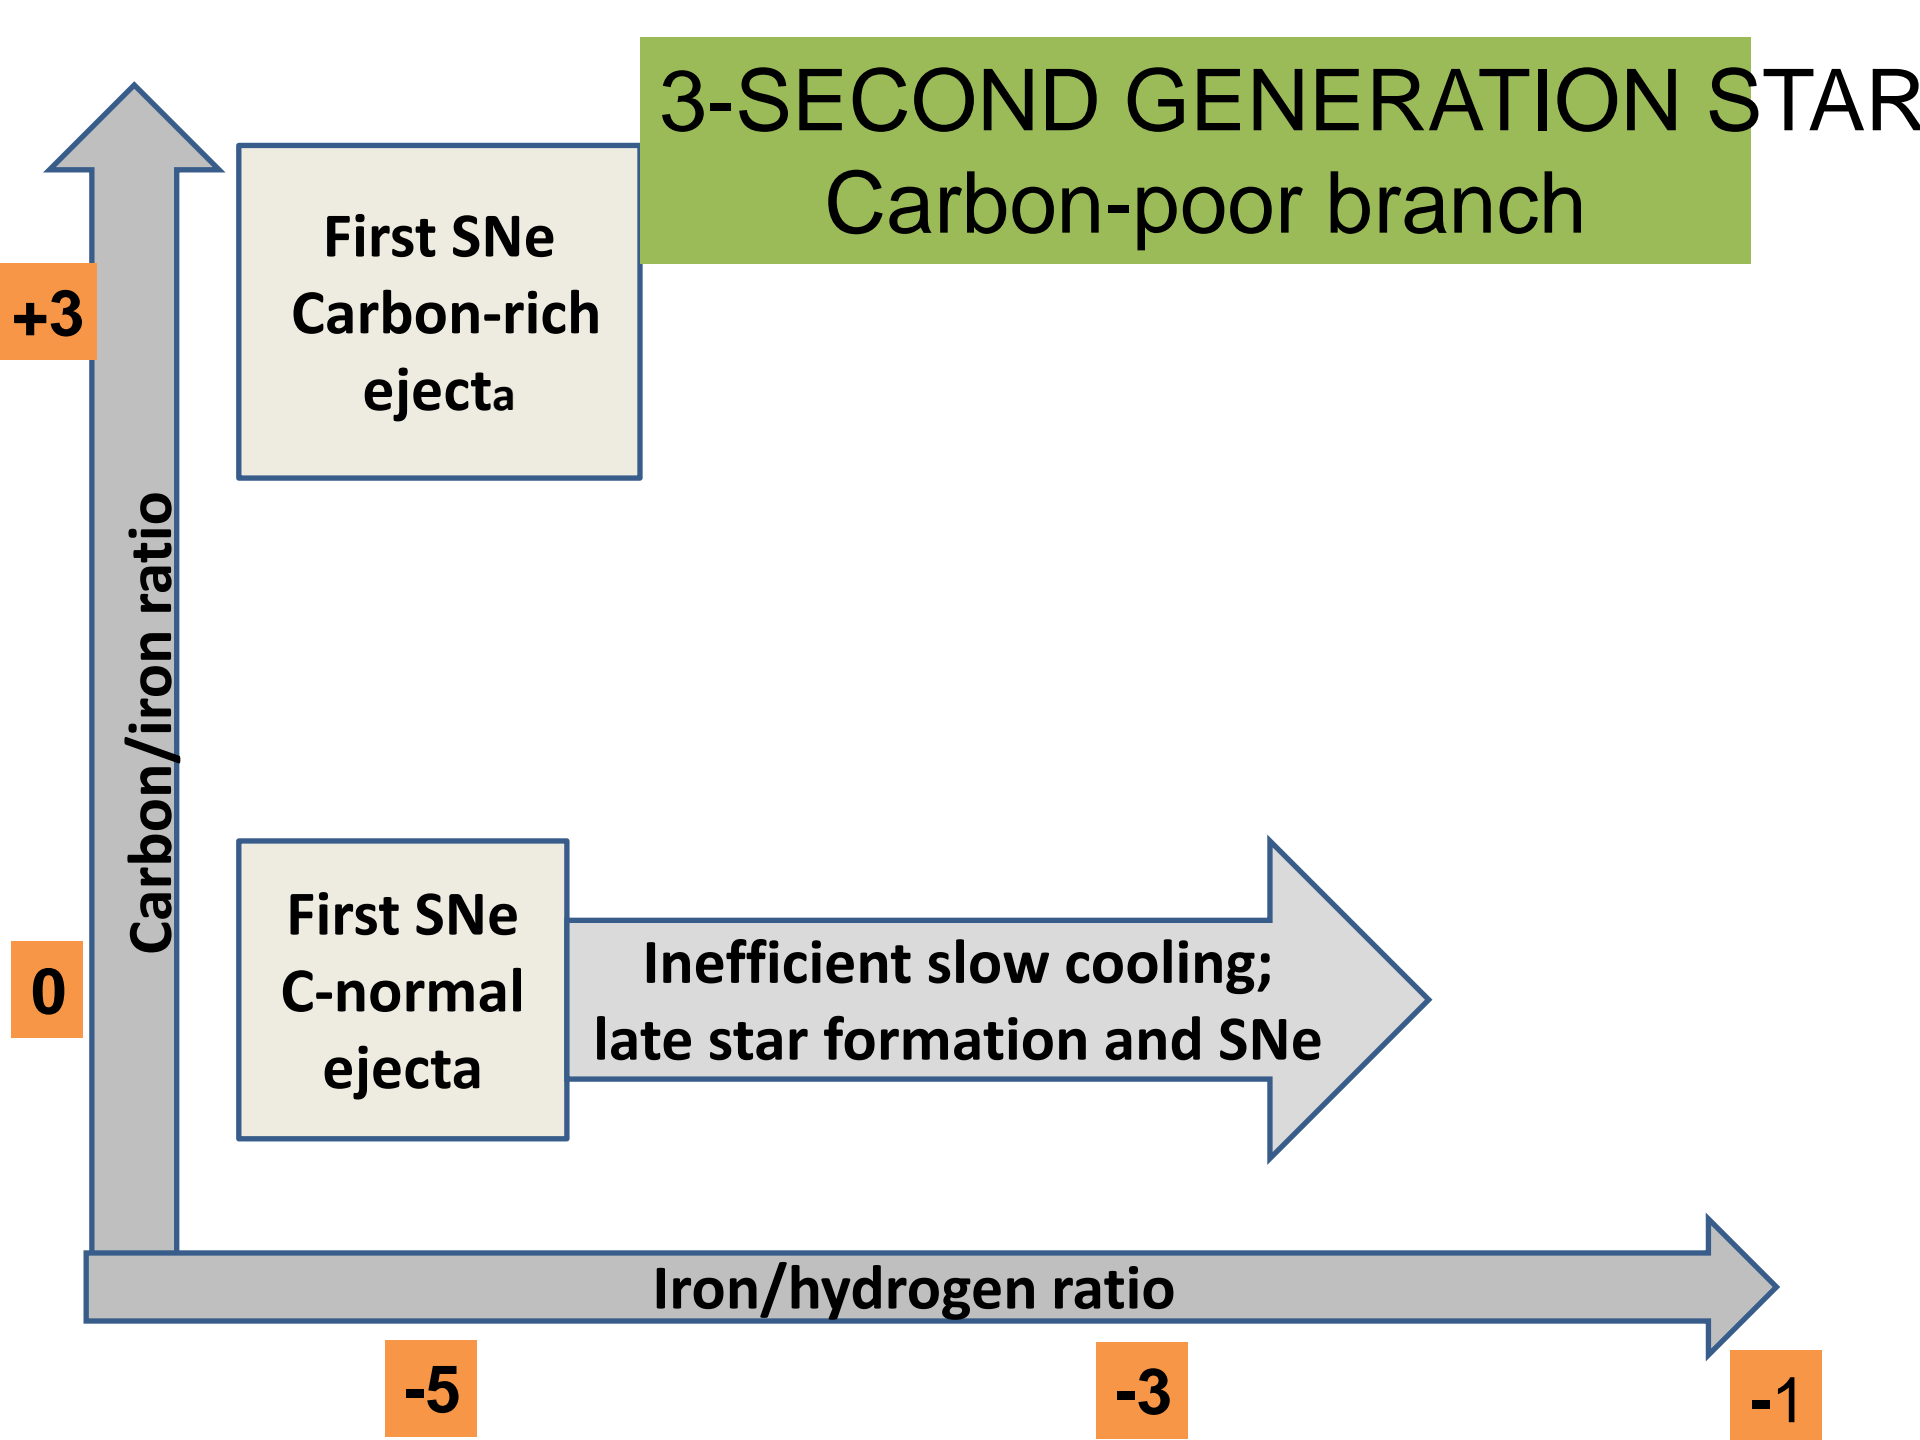 3-SECOND GENERATION STAR
Carbon-poor branch
First SNe
Carbon-rich
ejecta
+3
Carbon/iron ratio
First SNe
C-normal
ejecta
Inefficient slow cooling;
late star formation and SNe
0
Iron/hydrogen ratio
-5
-3
-1